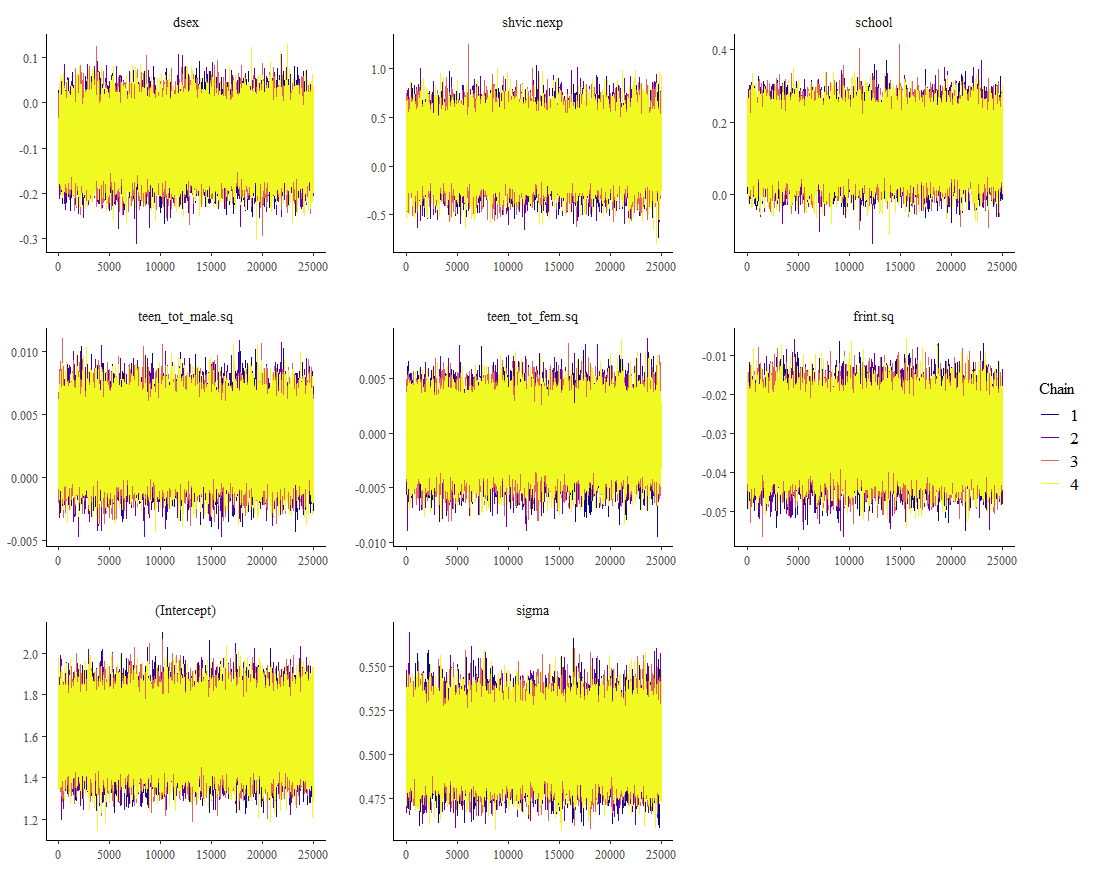 dsex shvic.nexp school
0.1 1.0 0.4
0.0 0.5 0.2
-0.1 0.0 0.0
-0.2 -0.5
-0.3
0 5000 10000 15000 20000 25000 0 5000 10000 15000 20000 25000 0 5000 10000 15000 20000 25000
teen_tot_male.sq teen_tot_fem.sq frint.sq
0.010 0.005 -0.01
0.005 0.000 -0.02
0.000 -0.005 -0.03
-0.005 -0.010 -0.04
-0.05
0 5000 10000 15000 20000 25000 0 5000 10000 15000 20000 25000 0 5000 10000 15000 20000 25000
Chain
1
2
3
4
(Intercept) sigma
2.0 0.550
1.8 0.525
1.6 0.500
1.4 0.475
1.2
0 5000 10000 15000 20000 25000 0 5000 10000 15000 20000 25000